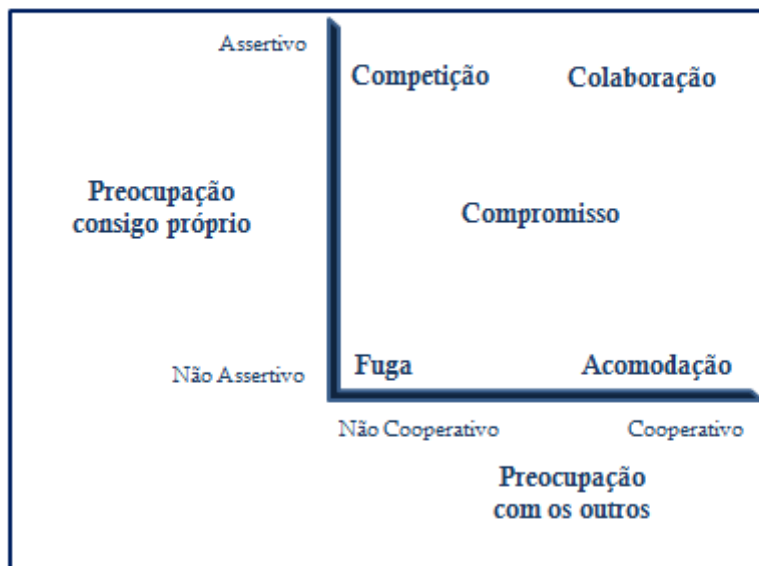 Assertivo
Competição
Colaboração
Preocupação
consigo próprio
Compromisso
Não Assertivo
Fuga
Acomodação
Não Cooperativo
Cooperativo
Preocupação
com os outros